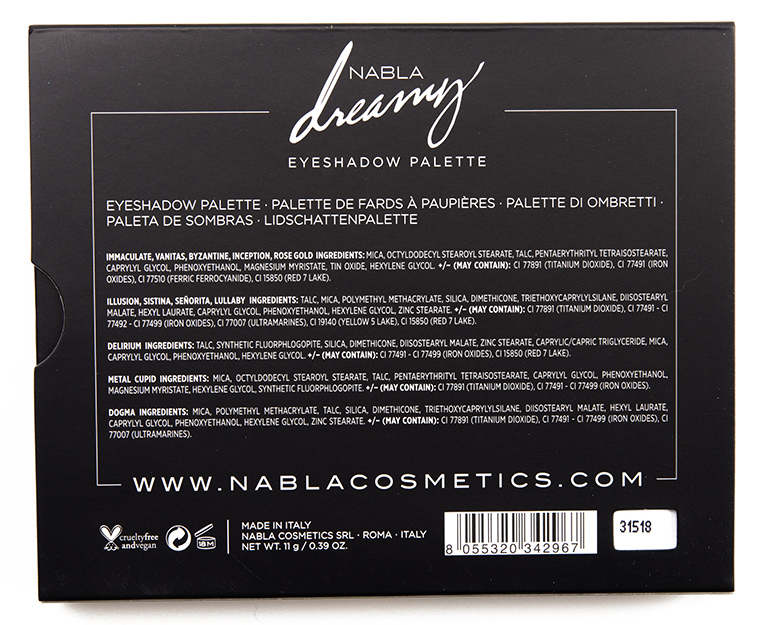 NABLA
dreamy
EYESHADOW PALETTE
EYESHADOW PALETTE · PALETTE DE FARDS À PAUPIÈRES · PALETTE DI OMBRETTI ·
PALETA DE SOMBRAS · LIDSCHATTENPALETTE
IMMACULATE, VANITAS, BYZANTINE, INCEPTION, ROSE GOLD INGREDIENTS: MICA, OCTYLDODECYL STEAROYL STEARATE, TALC, PENTAERYTHRITYL TETRAISOSTEARATE,
CAPRYLYL GLYCOL, PHENOXYETHANOL, MAGNESIUM MYRISTATE, TIN OXIDE, HEXYLENE GLYCOL. +/- (MAY CONTAIN): CI 77891 (TITANIUM DIOXIDE), CI 77491 (IRON
OXIDES), CI 77510 (FERRIC FERROCYANIDE), CI 15850 (RED 7 LAKE).
ILLUSION, SISTINA, SEÑORITA, LULLABY INGREDIENTS: TALC, MICA, POLYMETHYL METHACRYLATE, SILICA, DIMETHICONE, TRIETHOXYCAPRYLYLSILANE, DIISOSTEARYL
MALATE, HEXYL LAURATE, CAPRYLYL GLYCOL, PHENOXYETHANOL, HEXYLENE GLYCOL, ZINC STEARATE. +/- (MAY CONTAIN): CI 77891 (TITANIUM DIOXIDE), CI 77491 - CI
77492 - CI 77499 (IRON OXIDES), CI 77007 (ULTRAMARINES), CI 19140 (YELLOW 5 LAKE), CI 15850 (RED 7 LAKE).
DELIRIUM INGREDIENTS: TALC, SYNTHETIC FLUORPHLOGOPITE, SILICA, DIMETHICONE, DIISOSTEARYL MALATE, ZINC STEARATE, CAPRYLIC/CAPRIC TRIGLYCERIDE, MICA,
CAPRYLYL GLYCOL, PHENOXYETHANOL, HEXYLENE GLYCOL. +/- (MAY CONTAIN): CI 77491 - CI 77499 (IRON OXIDES), CI 15850 (RED 7 LAKE).
METAL CUPID INGREDIENTS: MICA, OCTYLDODECYL STEAROYL STEARATE, TALC, PENTAERYTHRITYL TETRAISOSTEARATE, CAPRYLYL GLYCOL, PHENOXYETHANOL,
MAGNESIUM MYRISTATE, HEXYLENE GLYCOL, SYNTHETIC FLUORPHLOGOPITE. +/- (MAY CONTAIN): CI 77891 (TITANIUM DIOXIDE), CI 77491 - CI 77499 (IRON OXIDES).
DOGMA INGREDIENTS: MICA, POLYMETHYL METHACRYLATE, TALC, SILICA, DIMETHICONE, TRIETHOXYCAPRYLYLSILANE, DIISOSTEARYL MALATE, HEXYL LAURATE,
CAPRYLYL GLYCOL, PHENOXYETHANOL, HEXYLENE GLYCOL, ZINC STEARATE. +/- (MAY CONTAIN): CI 77891 (TITANIUM DIOXIDE), CI 77491 - CI 77499 (IRON OXIDES), CI
77007 (ULTRAMARINES).
WWW.NABLACOSMETICS.COM
crueltyfree
andvegan
18M
MADE IN ITALY
NABLA COSMETICS SRL · ROMA · ITALY
NET WT. 11 g / 0.39 OZ.
8 055320 342967
31518